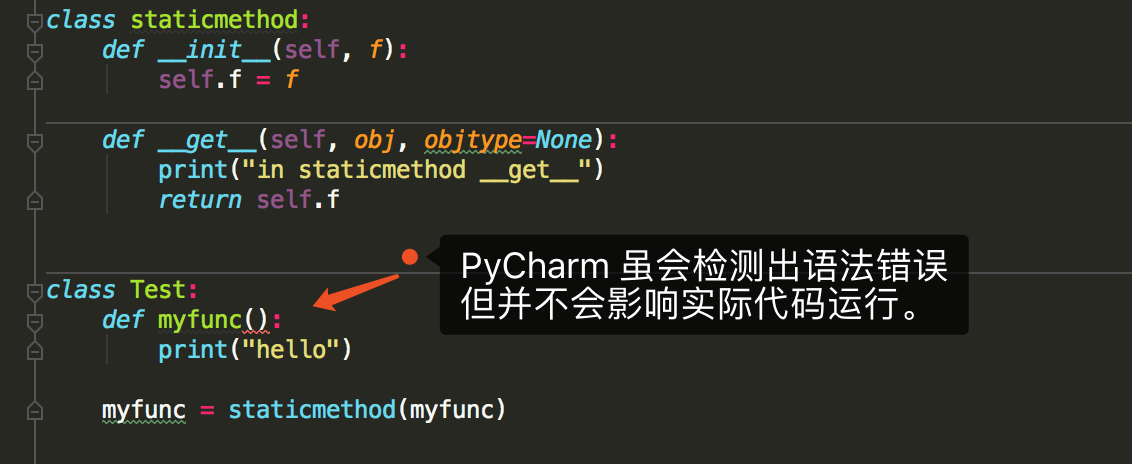 class staticmethod:
    def __init__(self, f):
        self.f = f
    def __get__(self, obj, objtype=None):
        print("in staticmethod __get__")
        return self.f
PyCharm 虽会检测出语法错误
但并不会影响实际代码运行。
class Test:
    def myfunc():
        print("hello")
    myfunc = staticmethod(myfunc)